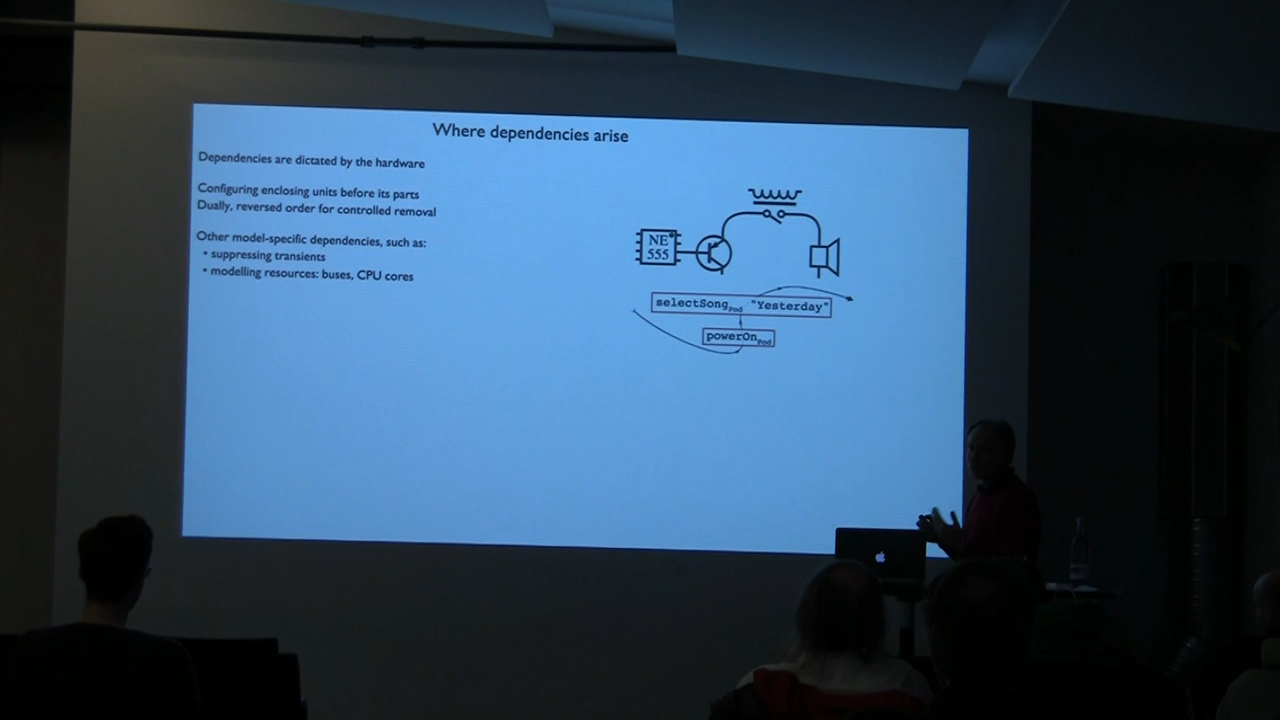 Where dependencies arise
Dependencies are dictated by the hardware
Configuring enclosing units before its parts
Dually, reversed order for controlled removal
Other model-specific dependencies, such as:
• suppressing transients
• modelling resources: buses, CPU cores
NE
555
selectSongPod "Yesterday"
powerOnPod